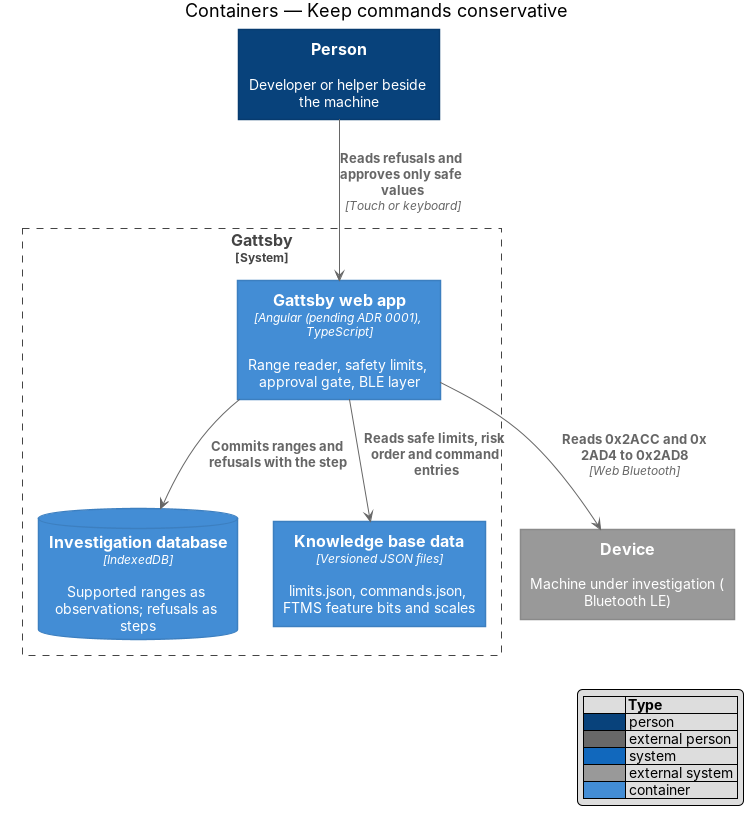 Containers — Keep commands conservative
Person
Developer or helper beside
the machine
Reads refusals and
approves only safe
values
[Touch or keyboard]
Gattsby
[System]
Gattsby web app
[Angular (pending ADR 0001),
TypeScript]
Range reader, safety limits,
approval gate, BLE layer
Commits ranges and
refusals with the step
Reads safe limits, risk
order and command
entries
Reads 0x2ACC and 0x
2AD4 to 0x2AD8
[Web Bluetooth]
Investigation database
[IndexedDB]
Supported ranges as
observations; refusals as
steps
Knowledge base data
[Versioned JSON files]
limits.json, commands.json,
FTMS feature bits and scales
Device
Machine under investigation (
Bluetooth LE)
Type
person
external person
system
external system
container